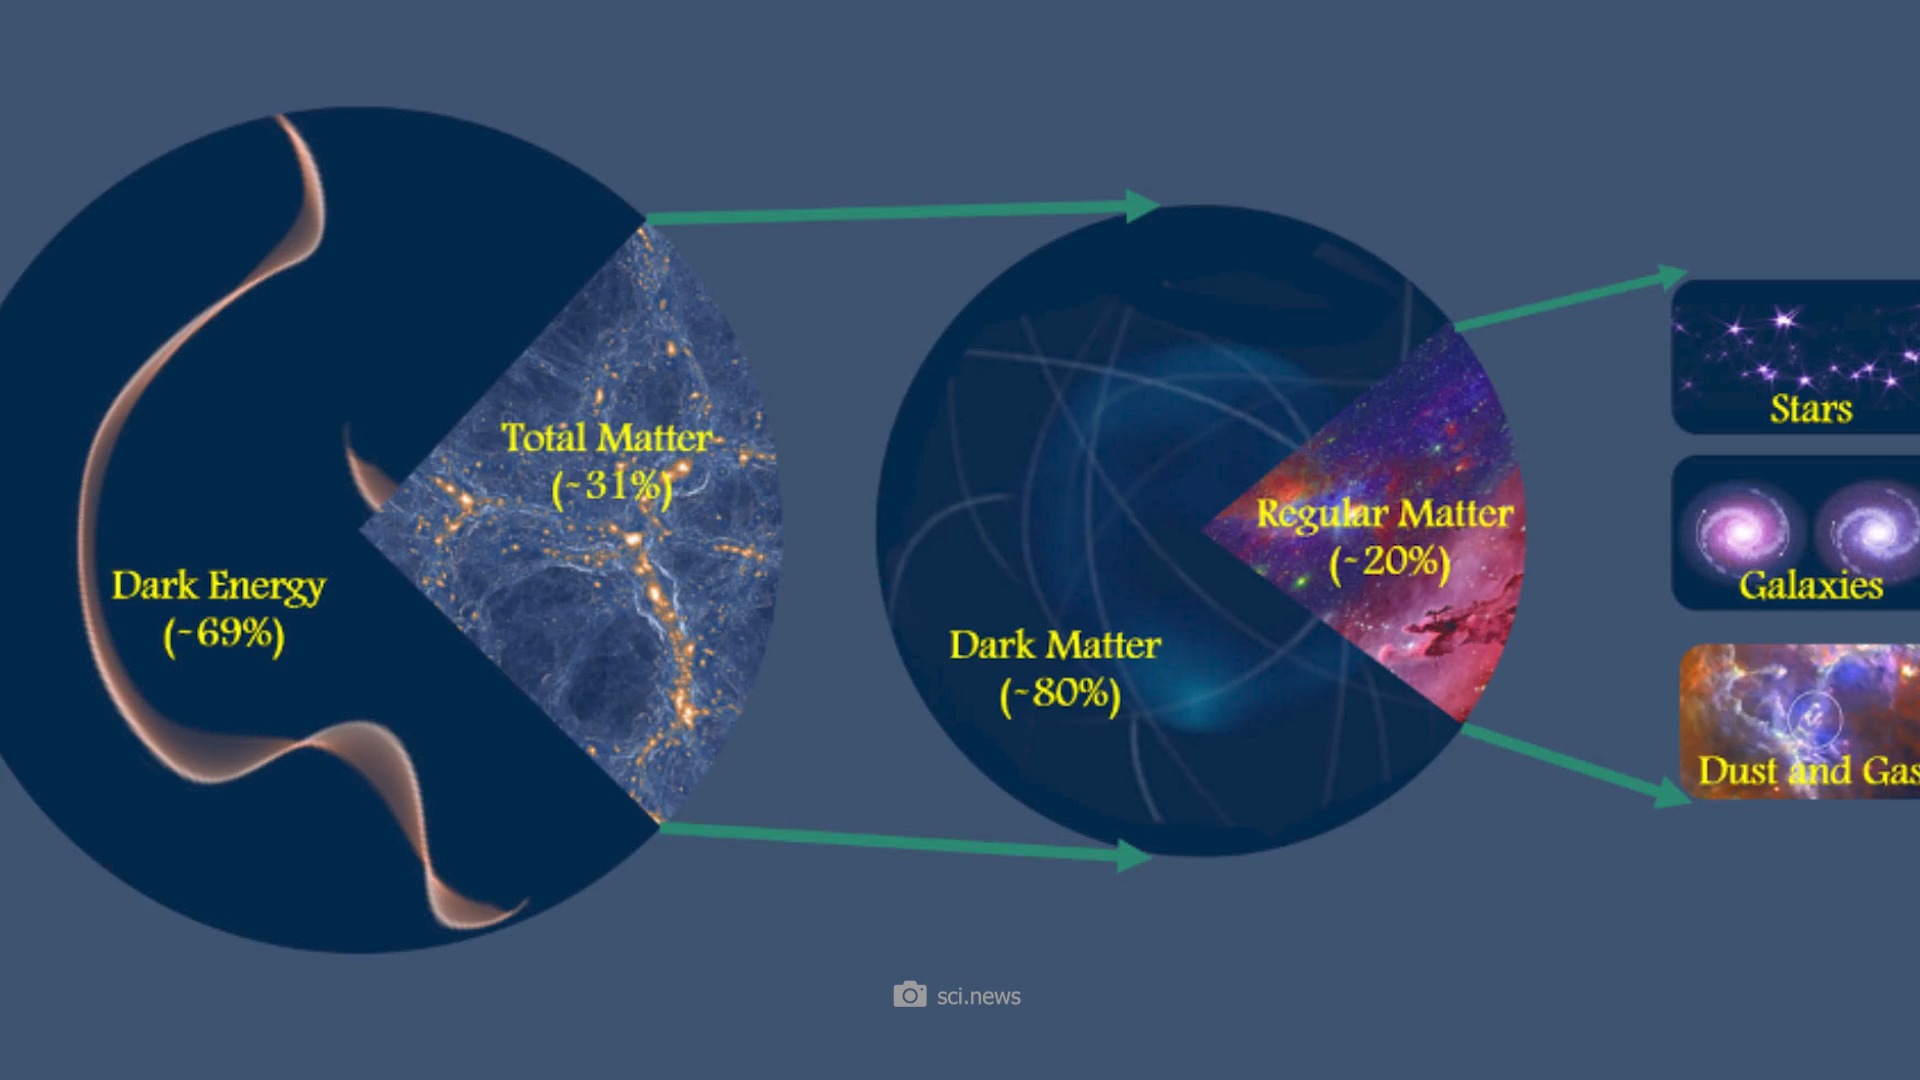 Dark Energy
(~69%)
Total Matter
(~31%)
Dark Matter
(~80%)
Regular Matter
(~20%)
Stars
Galaxies
Dust and Gas
sci.news